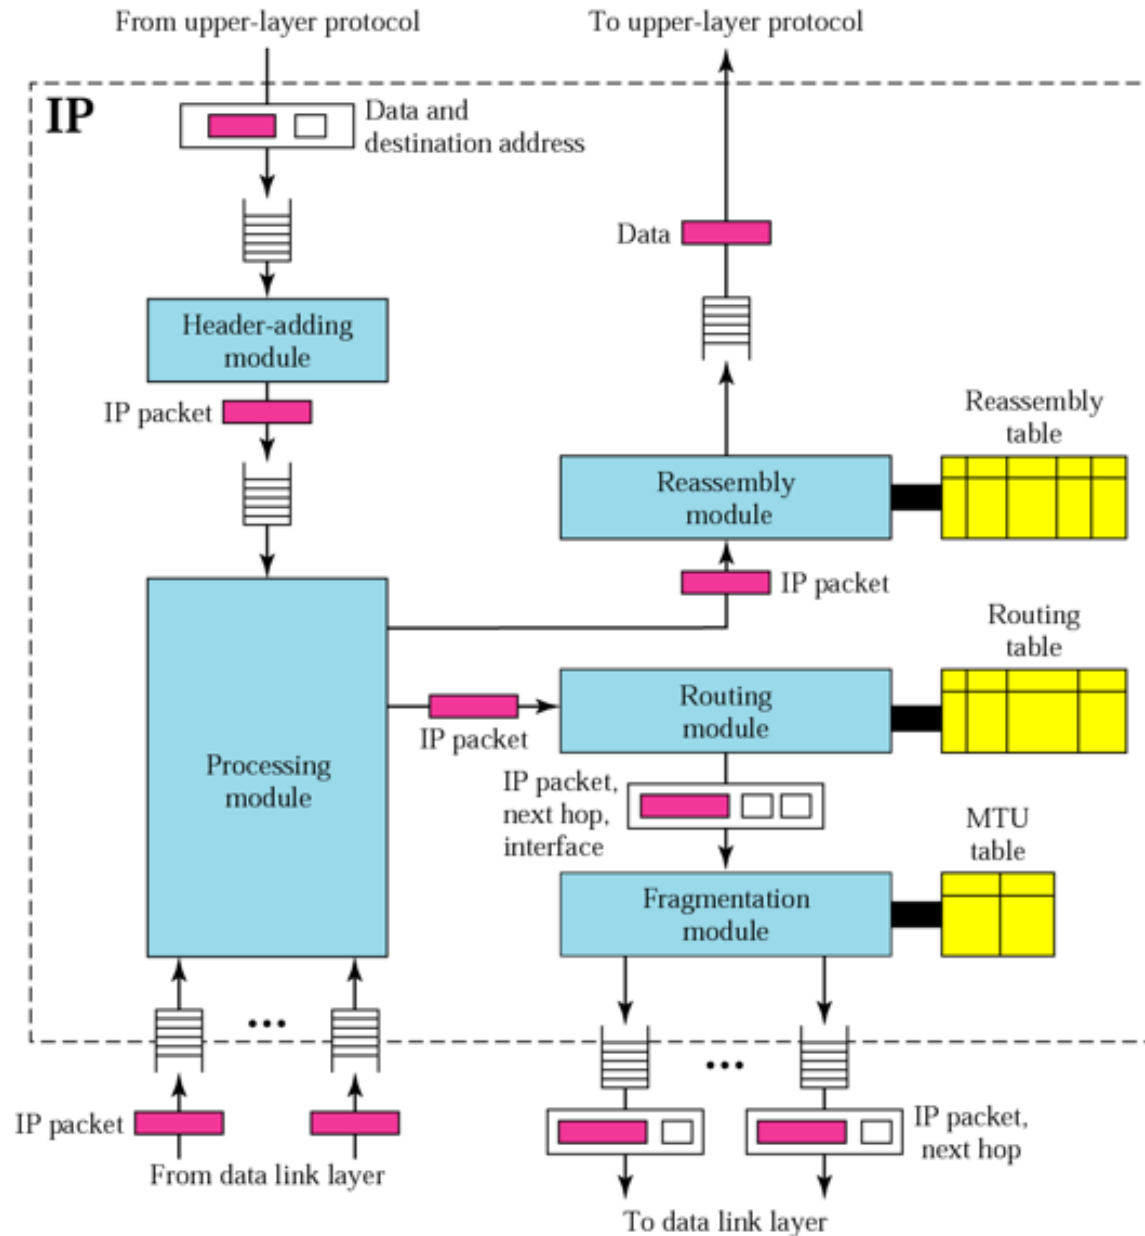 From upper-layer protocol
To upper-layer protocol
IP
Data and
destination address
Data
Header-adding
module
IP packet
Reassembly
table
Reassembly
module
IP packet
Routing
table
Routing
module
IP packet
Processing
module
IP packet,
next hop,
interface
MTU
table
Fragmentation
module
...
...
IP packet
IP packet,
next hop
From data link layer
To data link layer